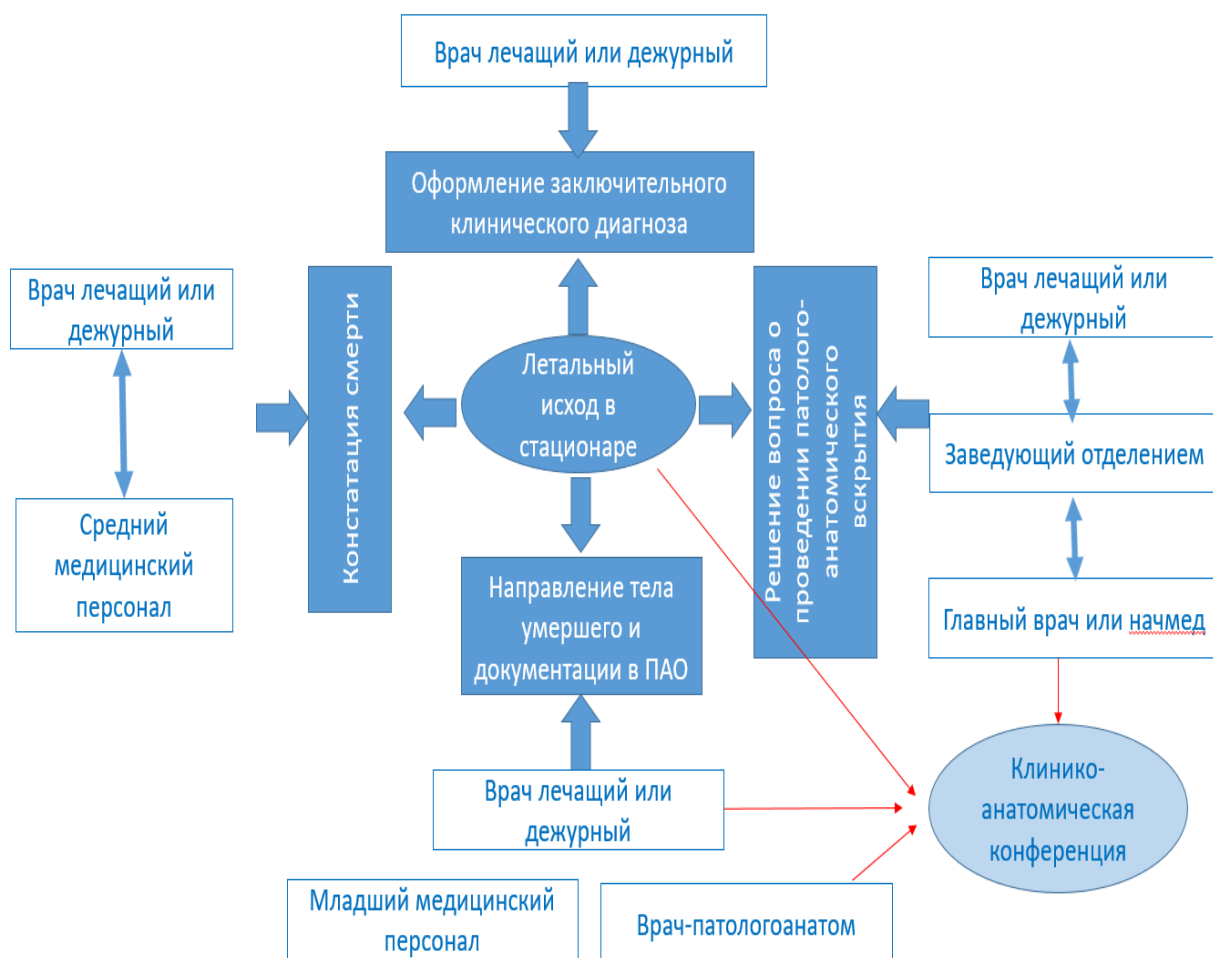 Врач лечащий или дежурный
Оформление заключительного
клинического диагноза
Врач лечащий или
дежурный
Средний
медицинский
персонал
Констатация смерти
Летальный
исход в
стационаре
Решение вопроса о
проведении патолого-
анатомического
вскрытия
Врач лечащий или
дежурный
Заведующий отделением
Главный врач или начмед
Направление тела
умершего и
документации в ПАО
Врач лечащий или
дежурный
Клинико-
анатомическая
конференция
Младший медицинский
персонал
Врач-патологоанатом